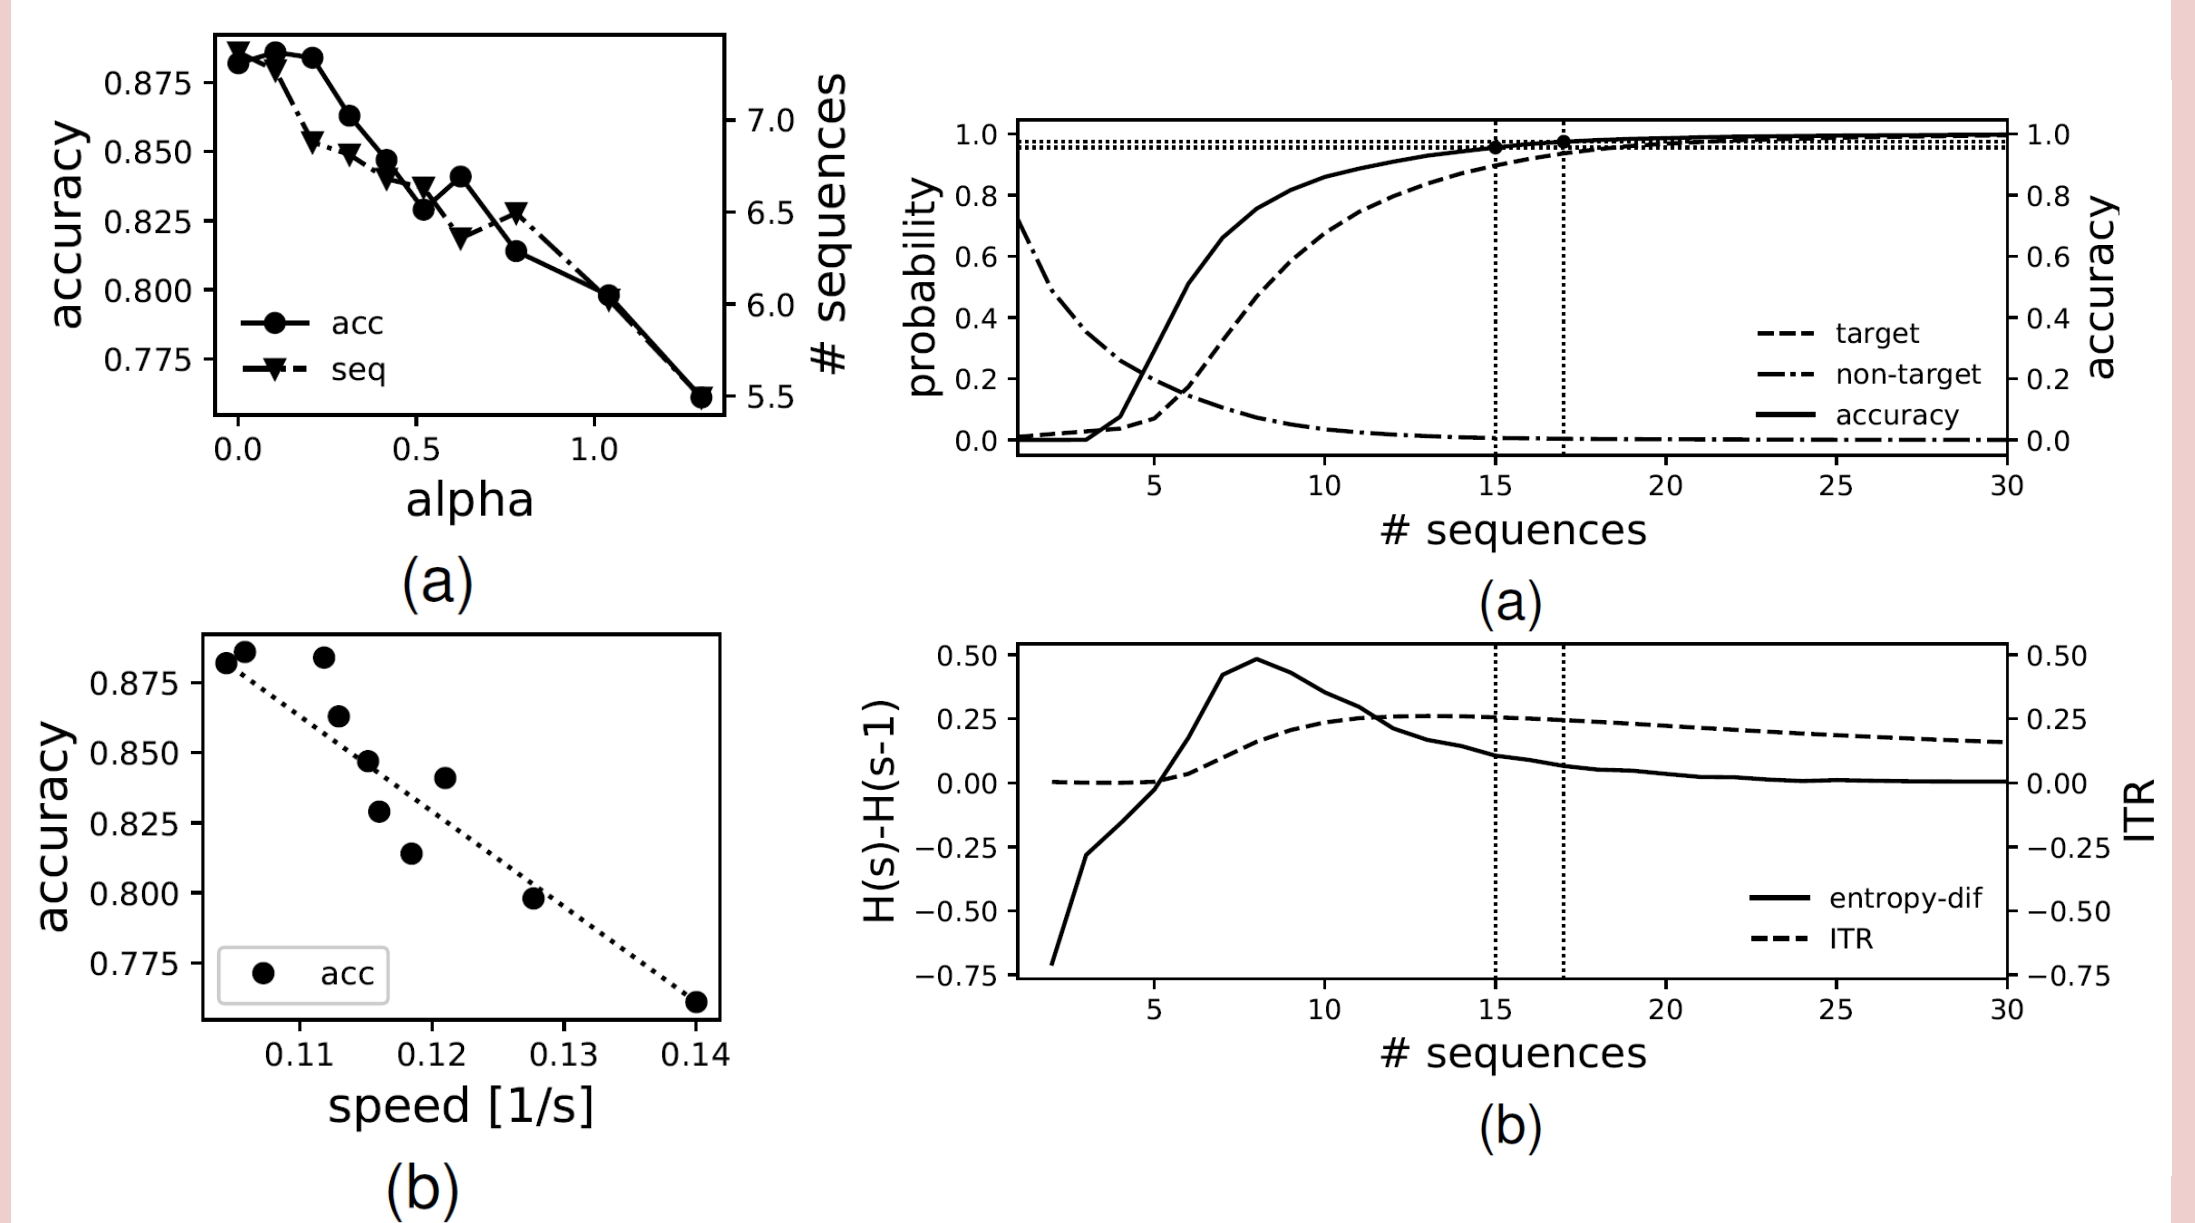 0.875
0.850
0.825
0.800
0.775
accuracy
7.0
6.5
6.0
5.5
# sequences
acc
seq
0.0 0.5 1.0
alpha
(a)
0.875
0.850
0.825
0.800
0.775
accuracy
acc
0.11 0.12 0.13 0.14
speed [1/s]
(b)
1.0
0.8
0.6
0.4
0.2
0.0
probability
1.0
0.8
0.6
0.4
0.2
0.0
accuracy
target
non-target
accuracy
5 10 15 20 25 30
# sequences
(a)
0.50
0.25
0.00
−0.25
−0.50
−0.75
H(s)-H(s-1)
0.50
0.25
0.00
−0.25
−0.50
−0.75
ITR
entropy-dif
ITR
5 10 15 20 25 30
# sequences
(b)